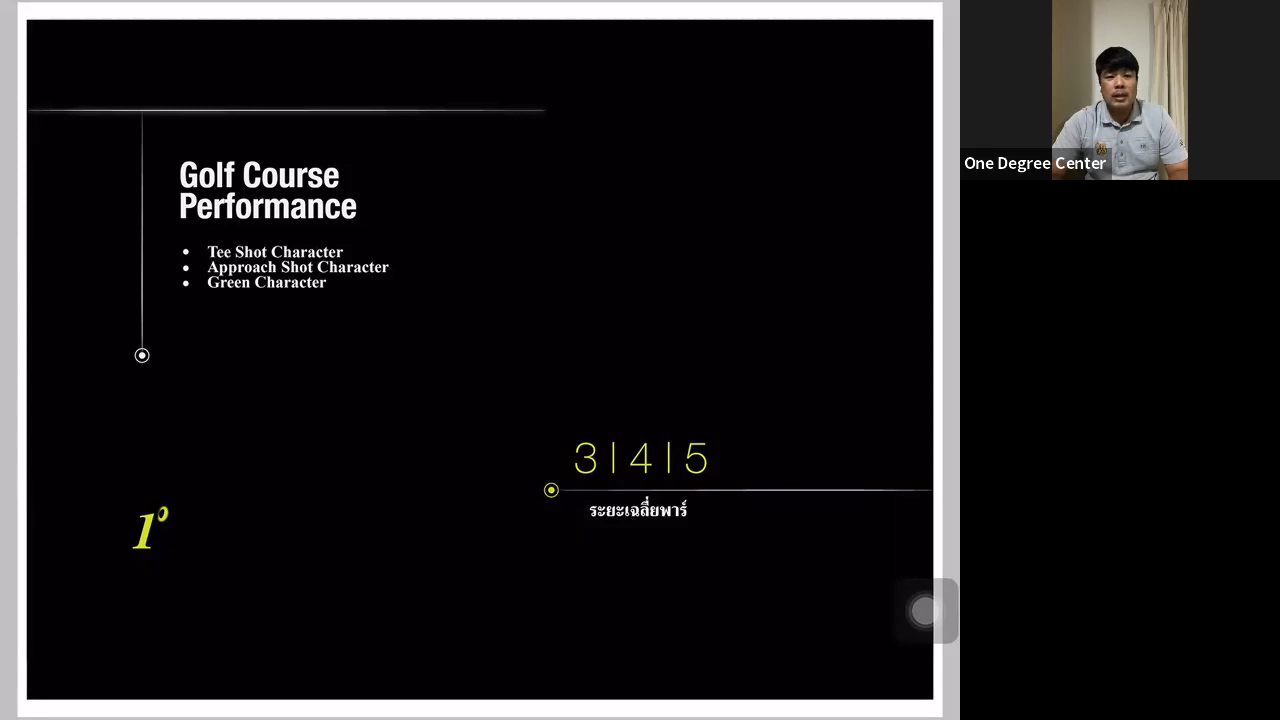 Golf Course
Performance
• Tee Shot Character
• Approach Shot Character
• Green Character
3 | 4 | 5
ระยะเฉลี่ยพาร์
1°
One Degree Center